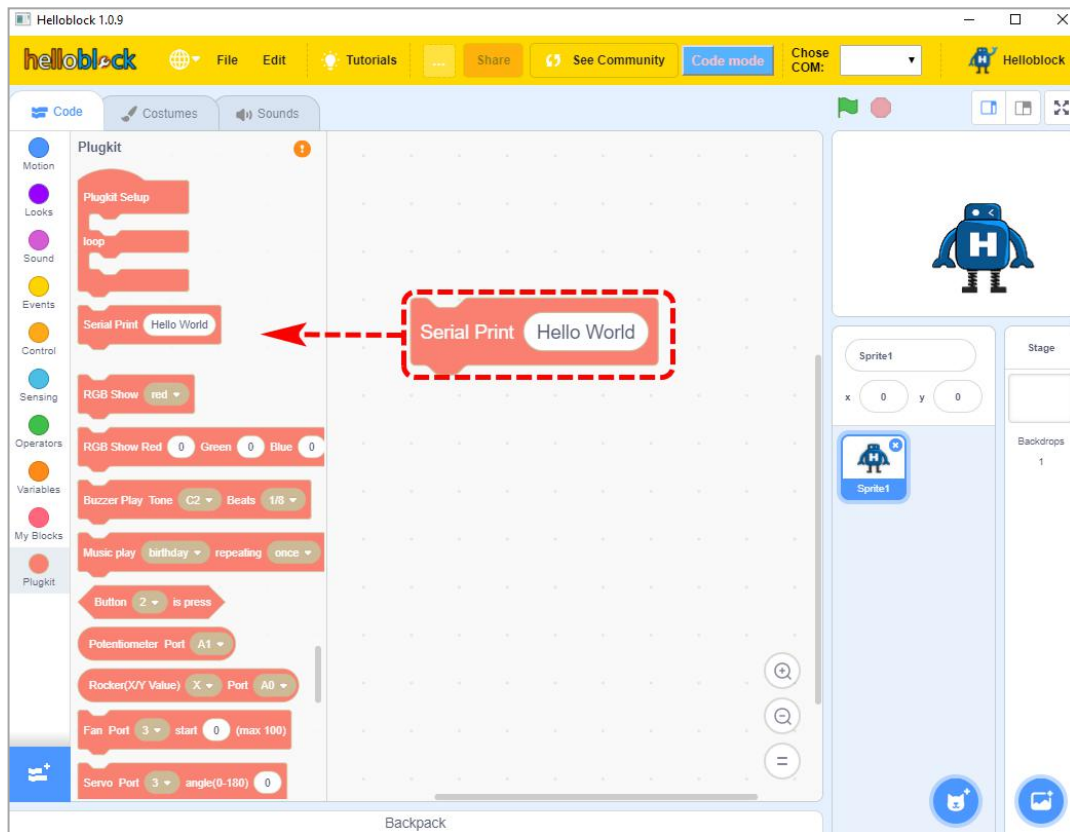 Helloblock 1.0.9
helloblock File Edit Tutorials ... Share See Community Code mode Chose COM: Helloblock
Code Costumes Sounds
Motion
Looks
Sound
Events
Control
Sensing
Operators
Variables
My Blocks
Plugkit
Plugkit
Plugkit Setup
loop
Serial Print Hello World
RGB Show red
RGB Show Red 0 Green 0 Blue 0
Buzzer Play Tone C2 Beats 1/8
Music play birthday repeating once
Button 2 is press
Potentiometer Port A1
Rocker(X/Y Value) X Port A0
Fan Port 3 start 0 (max 100)
Servo Port 3 angle(0-180) 0
Serial Print Hello World
H
Sprite1
x 0 y 0
Sprite1
Stage
Backdrops
1
Backpack